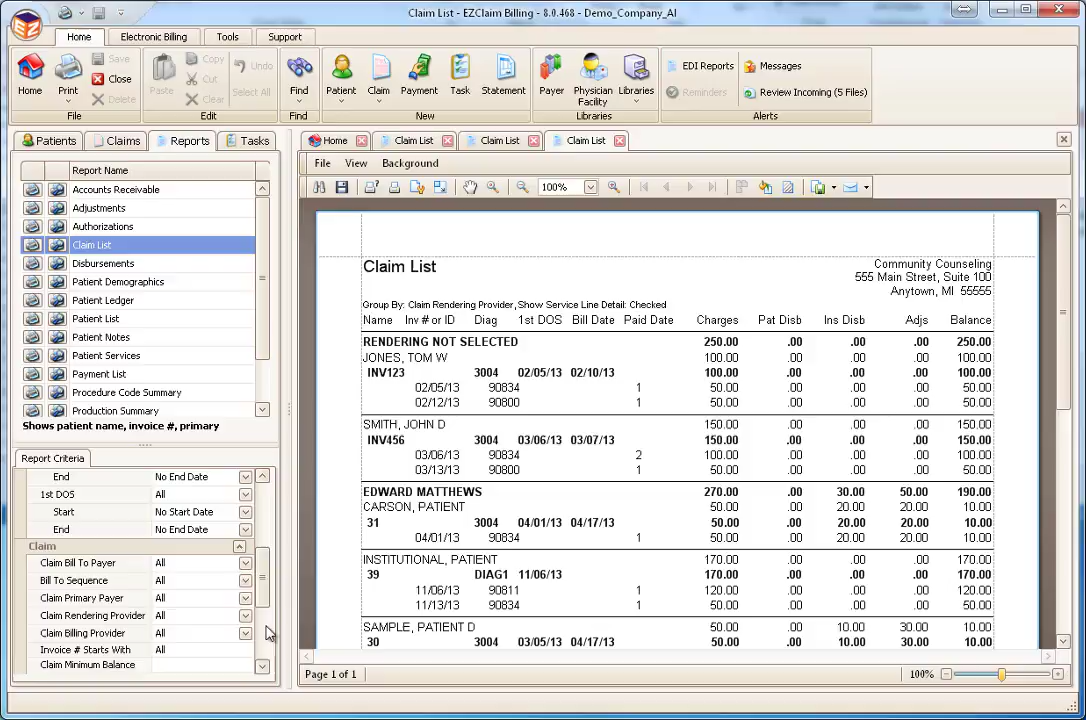 Claim List - EZClaim Billing - 8.0.468 - Demo_Company_AI
EZ
Home Electronic Billing Tools Support
Home Print Save Close Delete Paste Copy Cut Clear Undo Select All Find Patient Claim Payment Task Statement Payer Physician Facility Libraries EDI Reports Reminders Messages Review Incoming (5 Files)
File Edit Find New Libraries Alerts
Patients Claims Reports Tasks
Home Claim List Claim List Claim List
File View Background
100%
Report Name
Accounts Receivable
Adjustments
Authorizations
Claim List
Disbursements
Patient Demographics
Patient Ledger
Patient List
Patient Notes
Patient Services
Payment List
Procedure Code Summary
Production Summary
Shows patient name, invoice #, primary
Report Criteria
End No End Date
1st DOS All
Start No Start Date
End No End Date
Claim
Claim Bill To Payer All
Bill To Sequence All
Claim Primary Payer All
Claim Rendering Provider All
Claim Billing Provider All
Invoice # Starts With All
Claim Minimum Balance
Claim List
Community Counseling
555 Main Street, Suite 100
Anytown, MI 55555
Group By: Claim Rendering Provider, Show Service Line Detail: Checked
Name Inv # or ID Diag 1st DOS Bill Date Paid Date Charges Pat Disb Ins Disb Adjs Balance
RENDERING NOT SELECTED 250.00 .00 .00 .00 250.00
JONES, TOM W 100.00 .00 .00 .00 100.00
INV123 3004 02/05/13 02/10/13 100.00 .00 .00 .00 100.00
02/05/13 90834 1 50.00 .00 .00 .00 50.00
02/12/13 90800 1 50.00 .00 .00 .00 50.00
SMITH, JOHN D 150.00 .00 .00 .00 150.00
INV456 3004 03/06/13 03/07/13 150.00 .00 .00 .00 150.00
03/06/13 90834 2 100.00 .00 .00 .00 100.00
03/13/13 90800 1 50.00 .00 .00 .00 50.00
EDWARD MATTHEWS 270.00 .00 30.00 50.00 190.00
CARSON, PATIENT 50.00 .00 20.00 20.00 10.00
31 3004 04/01/13 04/17/13 50.00 .00 20.00 20.00 10.00
04/01/13 90834 1 50.00 .00 20.00 20.00 10.00
INSTITUTIONAL, PATIENT 170.00 .00 .00 .00 170.00
39 DIAG1 11/06/13 170.00 .00 .00 .00 170.00
11/06/13 90811 1 120.00 .00 .00 .00 120.00
11/13/13 90834 1 50.00 .00 .00 .00 50.00
SAMPLE, PATIENT D 50.00 .00 10.00 30.00 10.00
30 3004 03/05/13 04/17/13 50.00 .00 10.00 30.00 10.00
Page 1 of 1 100%